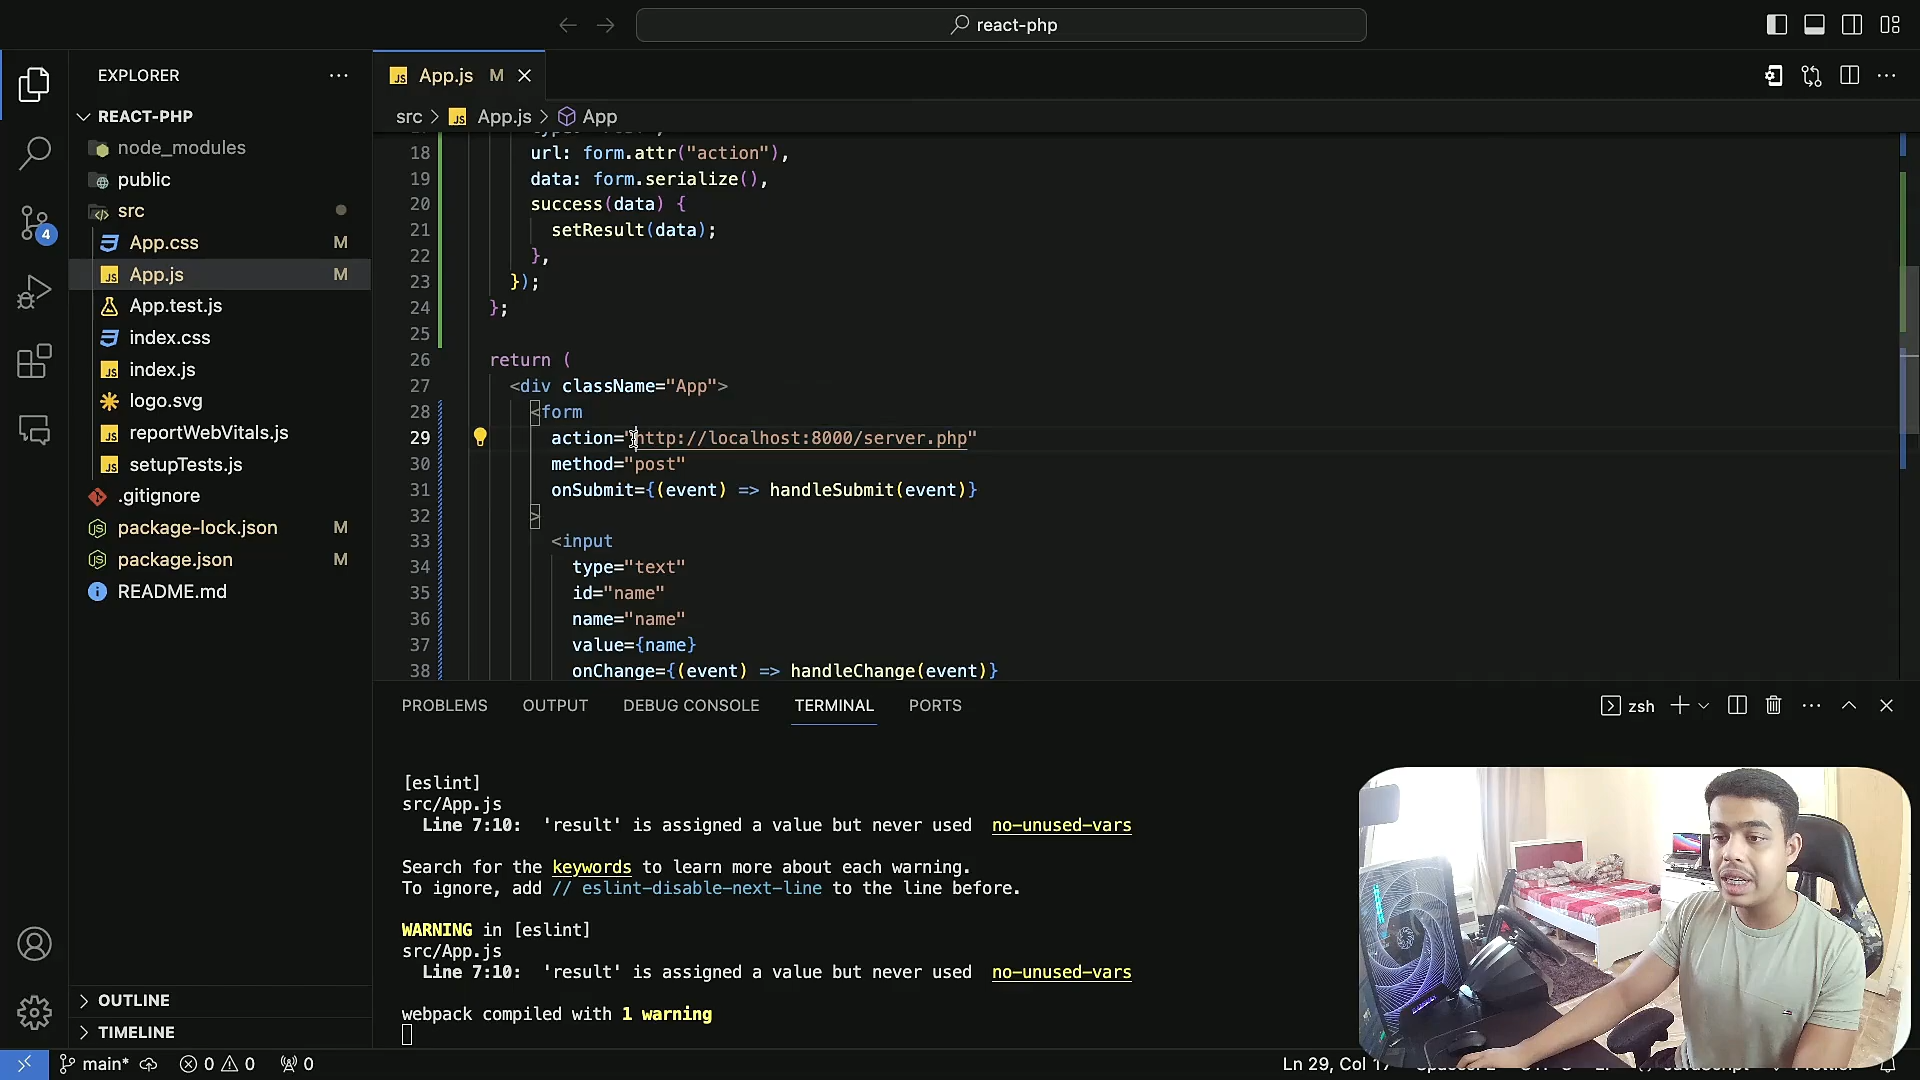 react-php
EXPLORER
REACT-PHP
node_modules
public
src
App.css M
App.js M
App.test.js
index.css
index.js
logo.svg
reportWebVitals.js
setupTests.js
.gitignore
package-lock.json M
package.json M
README.md
OUTLINE
TIMELINE
4
App.js M
src > App.js > App
18 url: form.attr("action"),
19 data: form.serialize(),
20 success(data) {
21 setResult(data);
22 },
23 });
24 };
25
26 return (
27 <div className="App">
28 <form
29 action="http://localhost:8000/server.php"
30 method="post"
31 onSubmit={(event) => handleSubmit(event)}
32 >
33 <input
34 type="text"
35 id="name"
36 name="name"
37 value={name}
38 onChange={(event) => handleChange(event)}
PROBLEMS OUTPUT DEBUG CONSOLE TERMINAL PORTS
zsh
[eslint]
src/App.js
Line 7:10: 'result' is assigned a value but never used no-unused-vars
Search for the keywords to learn more about each warning.
To ignore, add // eslint-disable-next-line to the line before.
WARNING in [eslint]
src/App.js
Line 7:10: 'result' is assigned a value but never used no-unused-vars
webpack compiled with 1 warning
main* 0 0 0
Ln 29, Col